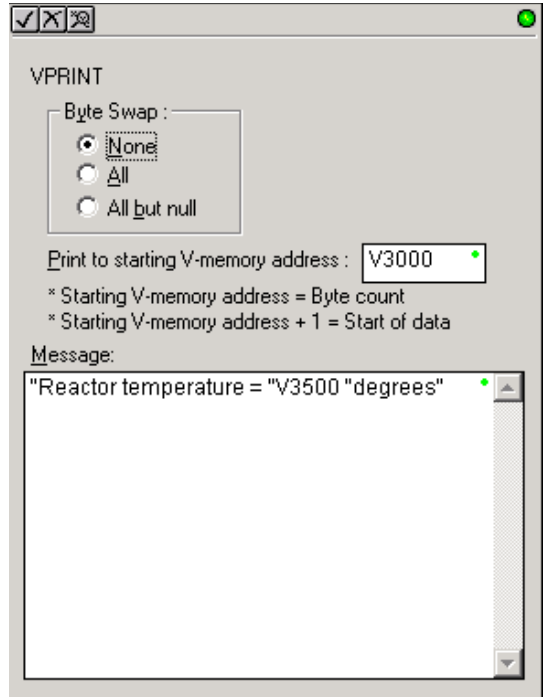 VPRINT
Byte Swap :
None
All
All but null
Print to starting V-memory address : V3000
* Starting V-memory address = Byte count
* Starting V-memory address + 1 = Start of data
Message:
"Reactor temperature = "V3500 "degrees"